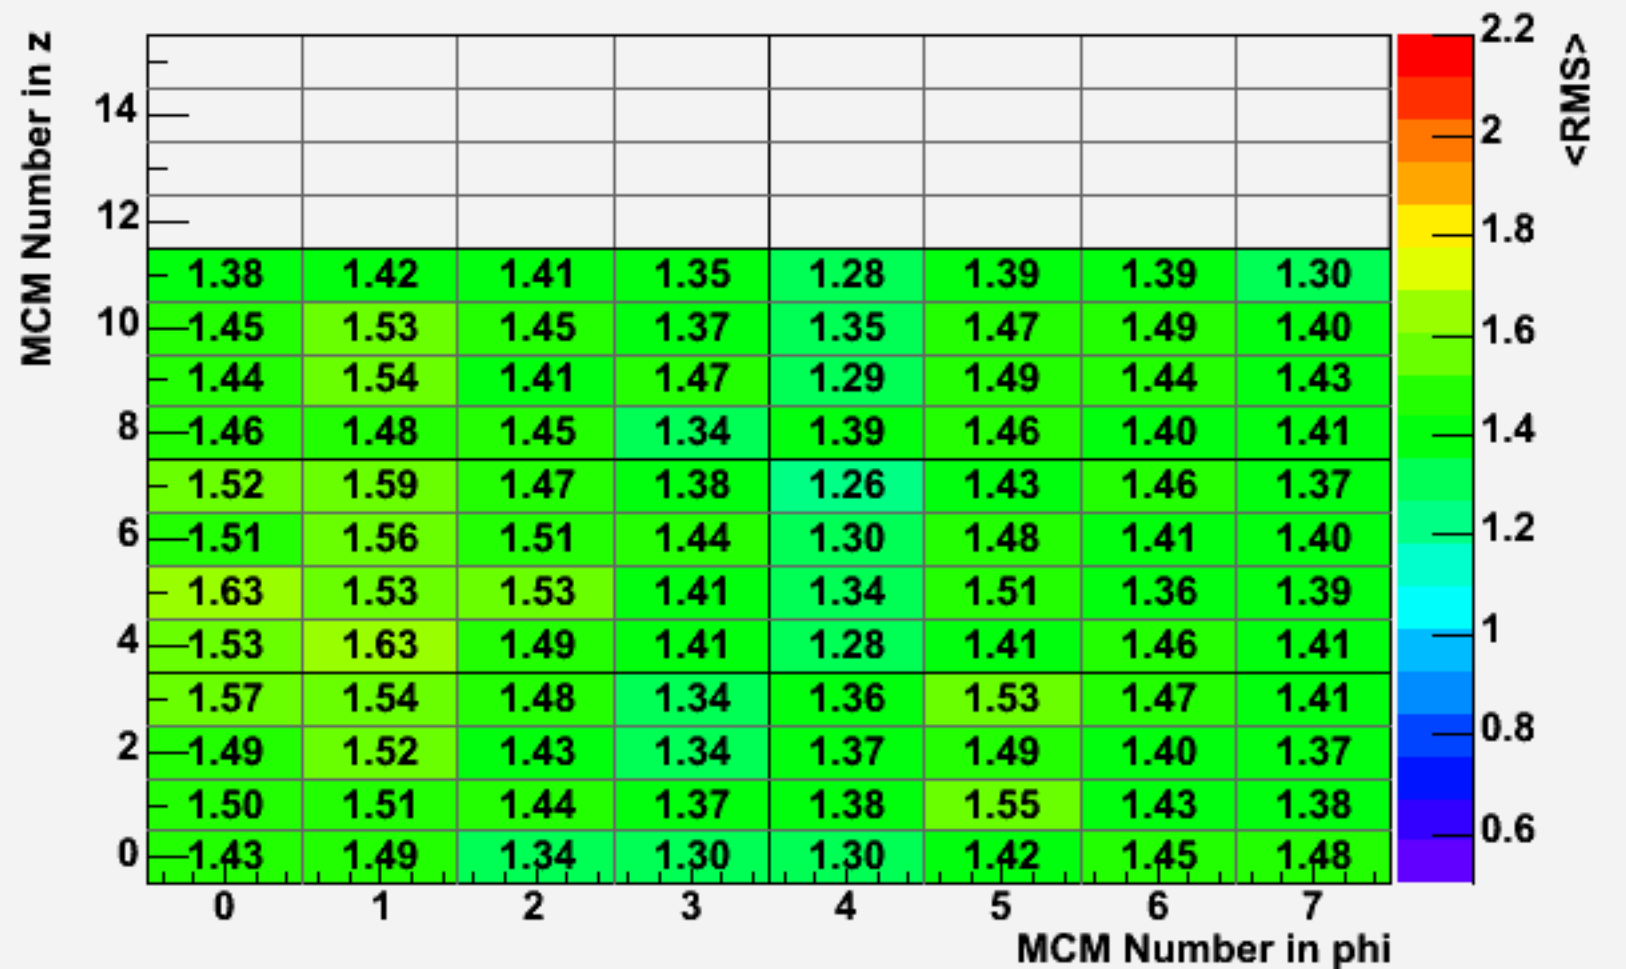 MCM Number in z
14
12
10
8
6
4
2
0
1.38 1.42 1.41 1.35 1.28 1.39 1.39 1.30
1.45 1.53 1.45 1.37 1.35 1.47 1.49 1.40
1.44 1.54 1.41 1.47 1.29 1.49 1.44 1.43
1.46 1.48 1.45 1.34 1.39 1.46 1.40 1.41
1.52 1.59 1.47 1.38 1.26 1.43 1.46 1.37
1.51 1.56 1.51 1.44 1.30 1.48 1.41 1.40
1.63 1.53 1.53 1.41 1.34 1.51 1.36 1.39
1.53 1.63 1.49 1.41 1.28 1.41 1.46 1.41
1.57 1.54 1.48 1.34 1.36 1.53 1.47 1.41
1.49 1.52 1.43 1.34 1.37 1.49 1.40 1.37
1.50 1.51 1.44 1.37 1.38 1.55 1.43 1.38
1.43 1.49 1.34 1.30 1.30 1.42 1.45 1.48
0 1 2 3 4 5 6 7
MCM Number in phi
2.2
2
1.8
1.6
1.4
1.2
1
0.8
0.6
<RMS>